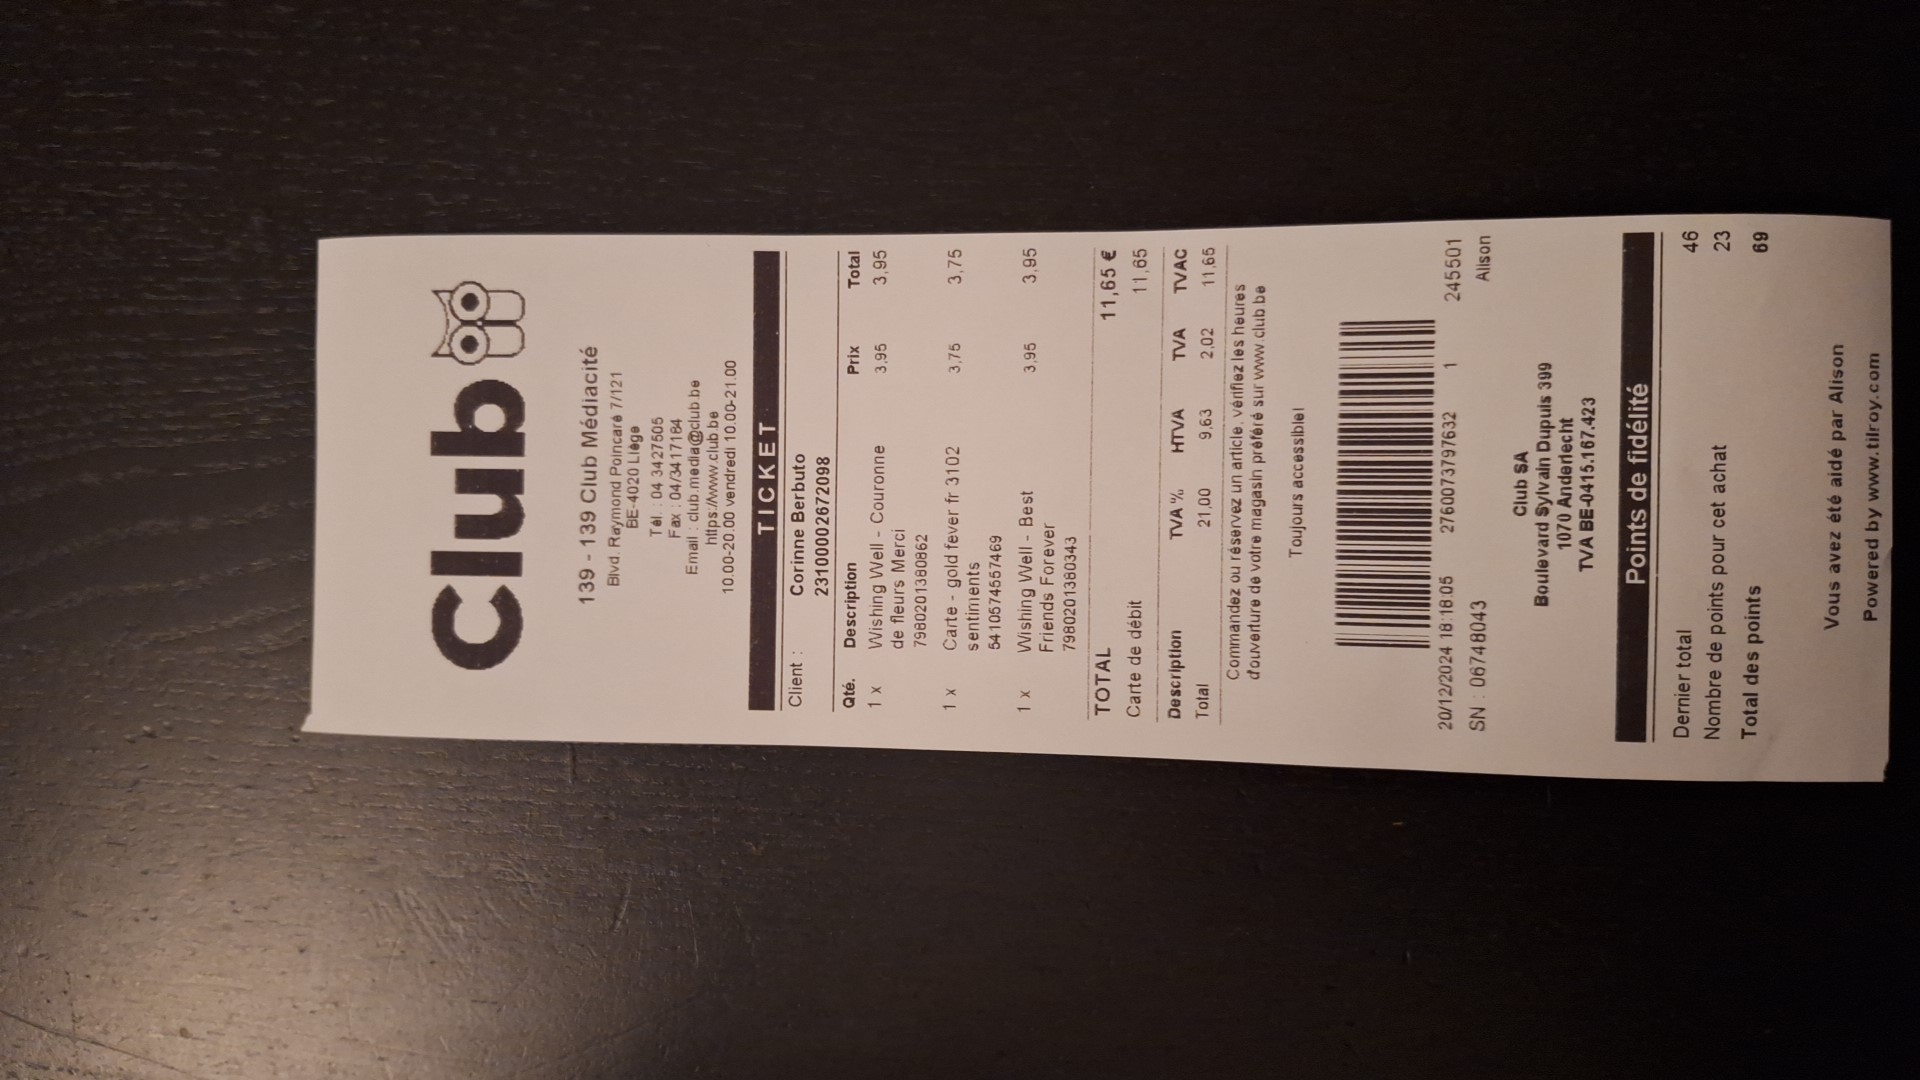 Club
139 - 139 Club Médiacité
Blvd. Raymond Poincaré 7/121
BE-4020 Liège
Tél. : 04 3427505
Fax : 04/3417184
Email : club.media@club.be
https://www.club.be
10.00-20.00 vendredi 10.00-21.00
TICKET
Client : Corinne Berbuto
23100002672098
Qté. Description Prix Total
1 x Wishing Well - Couronne 3,95 3,95
de fleurs Merci
7980201380862
1 x Carte - gold fever fr 3102 3,75 3,75
sentiments
5410574557469
1 x Wishing Well - Best 3,95 3,95
Friends Forever
7980201380343
TOTAL 11,65 €
Carte de débit 11,65
Description TVA % HTVA TVA TVAC
Total 21,00 9,63 2,02 11,65
Commandez ou réservez un article, vérifiez les heures
d'ouverture de votre magasin préféré sur www.club.be
Toujours accessible!
20/12/2024 18:18:05 2760073797632 1 245501
SN : 06748043 Alison
Club SA
Boulevard Sylvain Dupuis 399
1070 Anderlecht
TVA BE-0415.167.423
Points de fidélité
Dernier total 46
Nombre de points pour cet achat 23
Total des points 69
Vous avez été aidé par Alison
Powered by www.tilroy.com